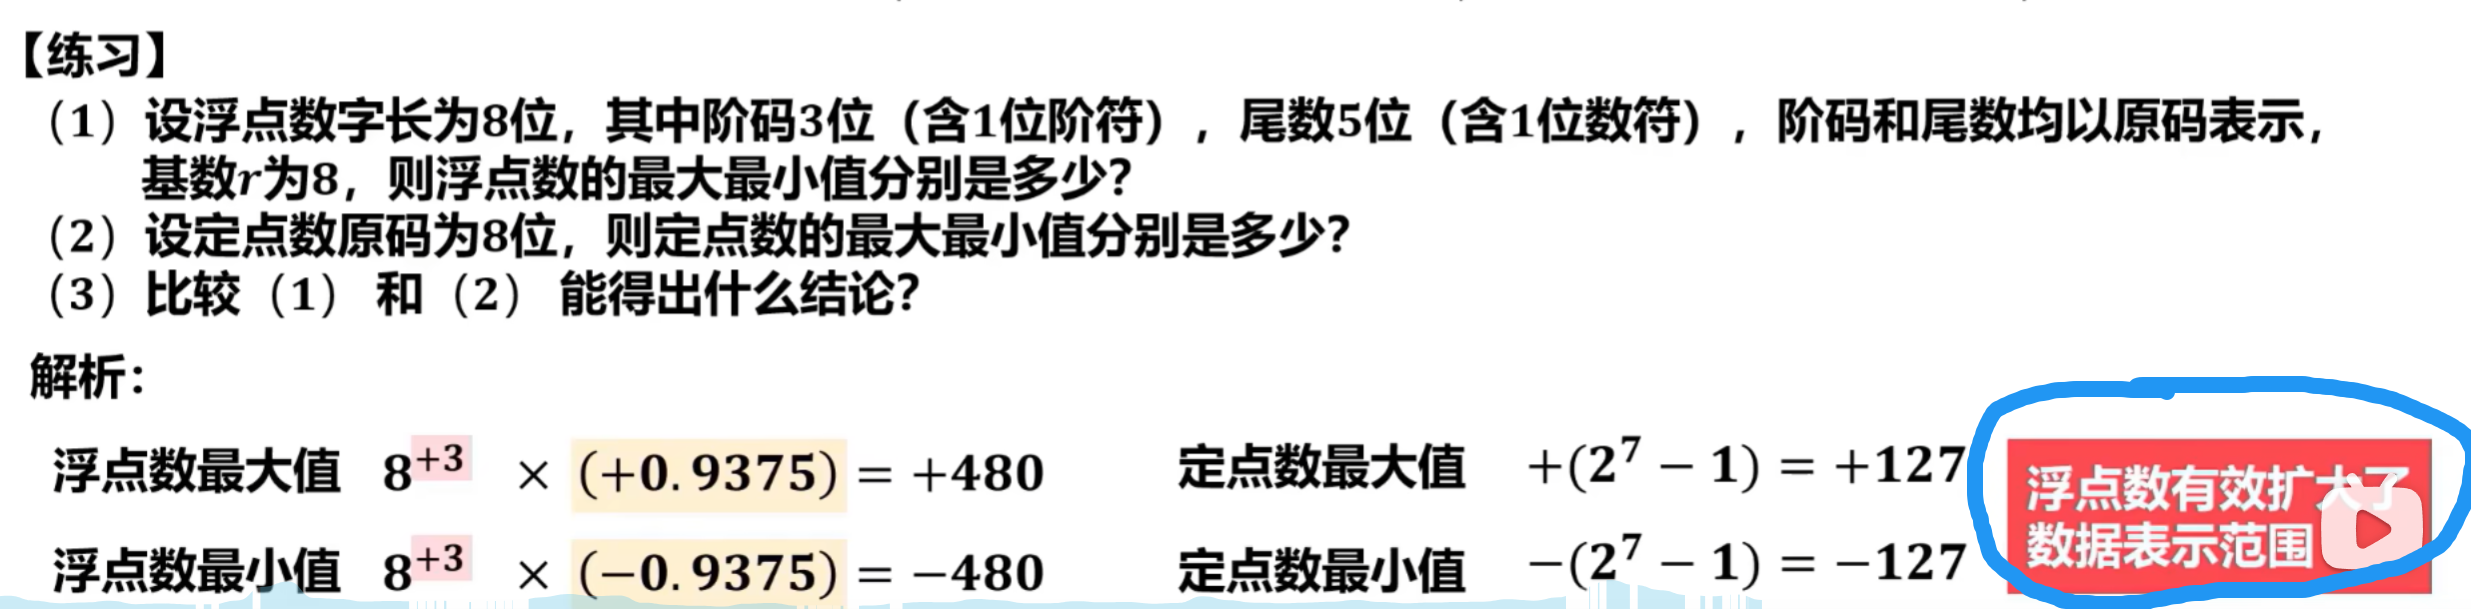 【练习】
（1）设浮点数字长为8位，其中阶码3位（含1位阶符），尾数5位（含1位数符），阶码和尾数均以原码表示，
基数r为8，则浮点数的最大最小值分别是多少？
（2）设定点数原码为8位，则定点数的最大最小值分别是多少？
（3）比较（1） 和（2） 能得出什么结论？
解析：
浮点数最大值 8⁺³ × (+0.9375) = +480 定点数最大值 +(2⁷ − 1) = +127
浮点数最小值 8⁺³ × (−0.9375) = −480 定点数最小值 −(2⁷ − 1) = −127
浮点数有效扩大了
数据表示范围